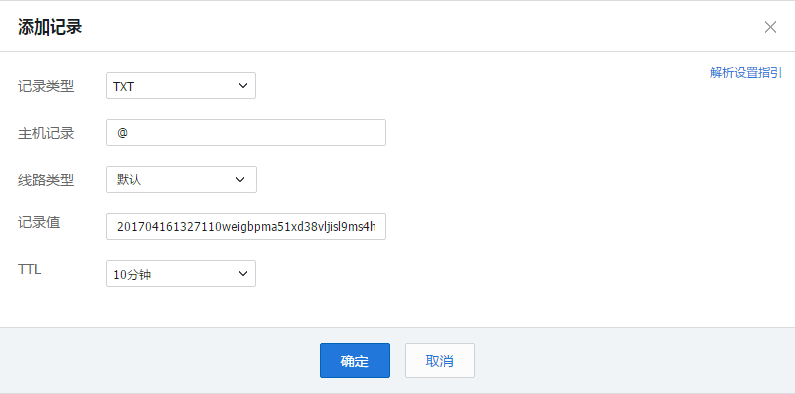 添加记录
解析设置指引
记录类型 TXT
主机记录 @
线路类型 默认
记录值 201704161327110weigbpma51xd38vljisl9ms4h
TTL 10分钟
确定 取消